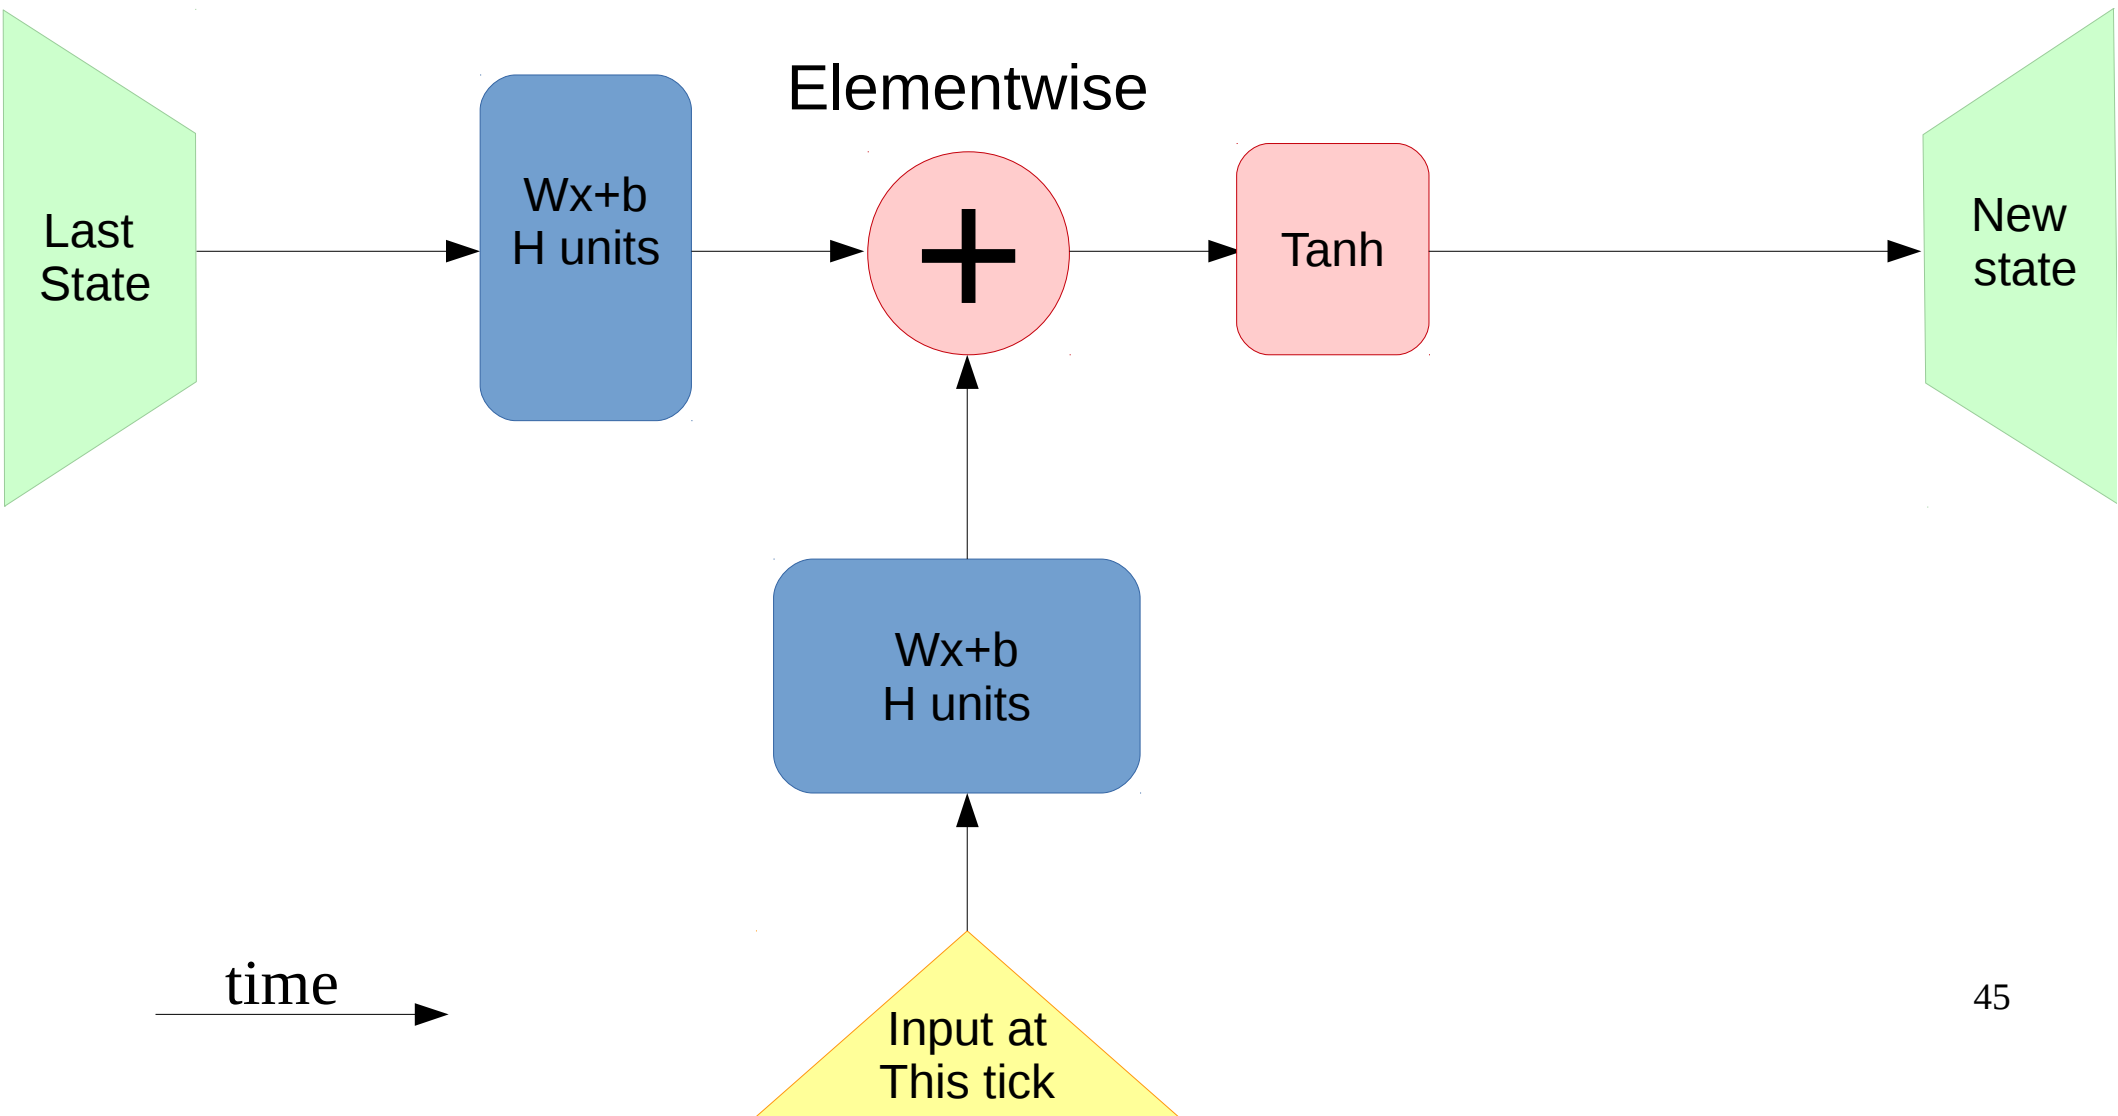 Elementwise
Last
State
Wx+b
H units
+
Tanh
New
state
Wx+b
H units
time
Input at
This tick
45